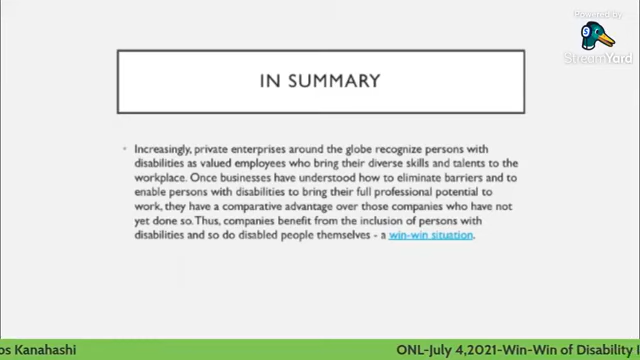 Powered by
StreamYard
IN SUMMARY
• Increasingly, private enterprises around the globe recognize persons with
disabilities as valued employees who bring their diverse skills and talents to the
workplace. Once businesses have understood how to eliminate barriers and to
enable persons with disabilities to bring their full professional potential to
work, they have a comparative advantage over those companies who have not
yet done so. Thus, companies benefit from the inclusion of persons with
disabilities and so do disabled people themselves - a win-win situation.
os Kanahashi
ONL-July 4,2021-Win-Win of Disability